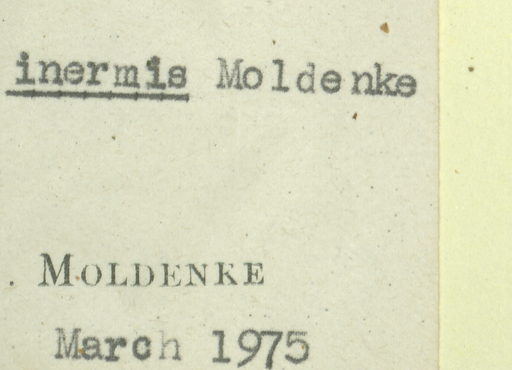 inermis Moldenke
. MOLDENKE
March 1975